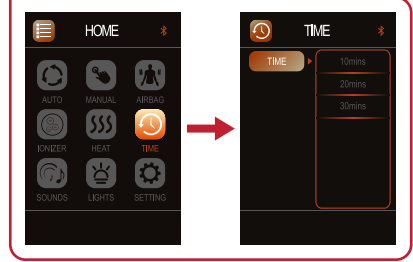 HOME
AUTO MANUAL AIRBAG
IONIZER HEAT TIME
SOUNDS LIGHTS SETTING
TIME
TIME 10mins
20mins
30mins